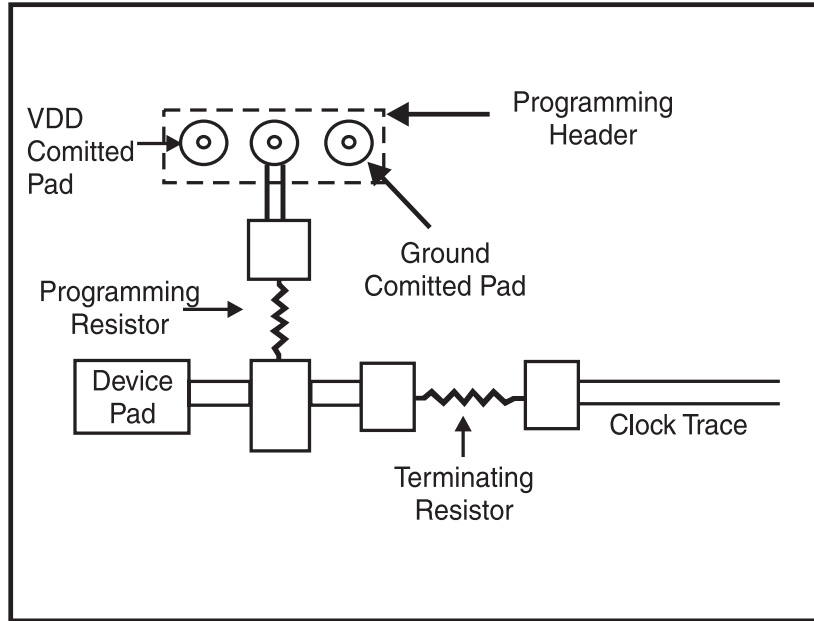 VDD
Comitted
Pad
Programming
Header
Ground
Comitted Pad
Programming
Resistor
Device
Pad
Clock Trace
Terminating
Resistor